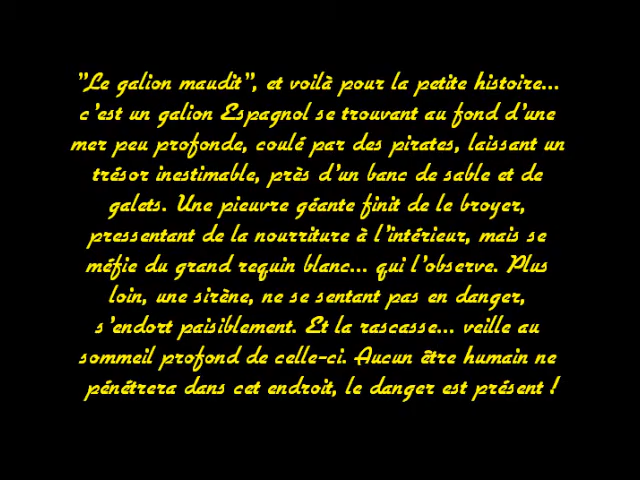 "Le galion maudit", et voilà pour la petite histoire...
c'est un galion Espagnol se trouvant au fond d'une
mer peu profonde, coulé par des pirates, laissant un
trésor inestimable, près d'un banc de sable et de
galets. Une pieuvre géante finit de le broyer,
pressentant de la nourriture à l'intérieur, mais se
méfie du grand requin blanc... qui l'observe. Plus
loin, une sirène, ne se sentant pas en danger,
s'endort paisiblement. Et la rascasse... veille au
sommeil profond de celle-ci. Aucun être humain ne
pénétrera dans cet endroit, le danger est présent !